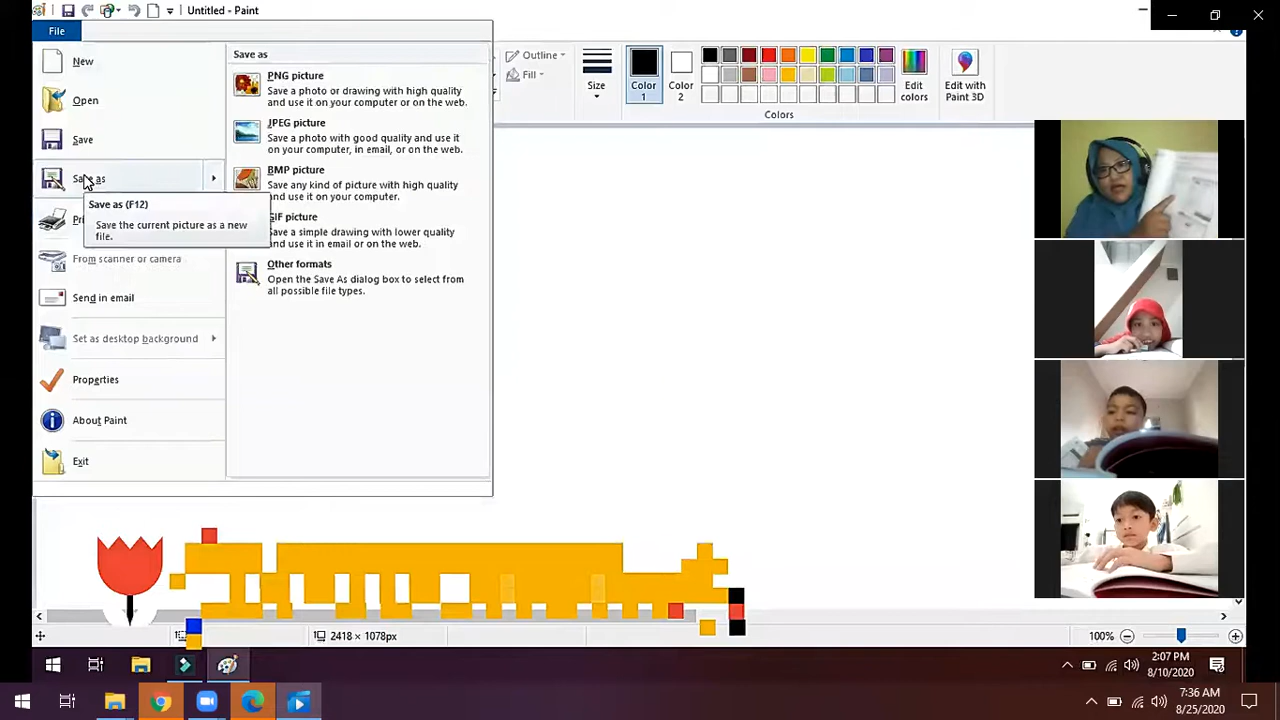 Untitled - Paint
File
New
Open
Save
Save as
Save as (F12)
Save the current picture as a new
file.
From scanner or camera
Send in email
Set as desktop background
Properties
About Paint
Exit
Save as
PNG picture
Save a photo or drawing with high quality
and use it on your computer or on the web.
JPEG picture
Save a photo with good quality and use it
on your computer, in email, or on the web.
BMP picture
Save any kind of picture with high quality
and use it on your computer.
GIF picture
Save a simple drawing with lower quality
and use it in email or on the web.
Other formats
Open the Save As dialog box to select from
all possible file types.
Outline
Fill
Size
Color
1
Color
2
Edit
colors
Edit with
Paint 3D
Colors
2418 × 1078px
100%
2:07 PM
8/10/2020
7:36 AM
8/25/2020